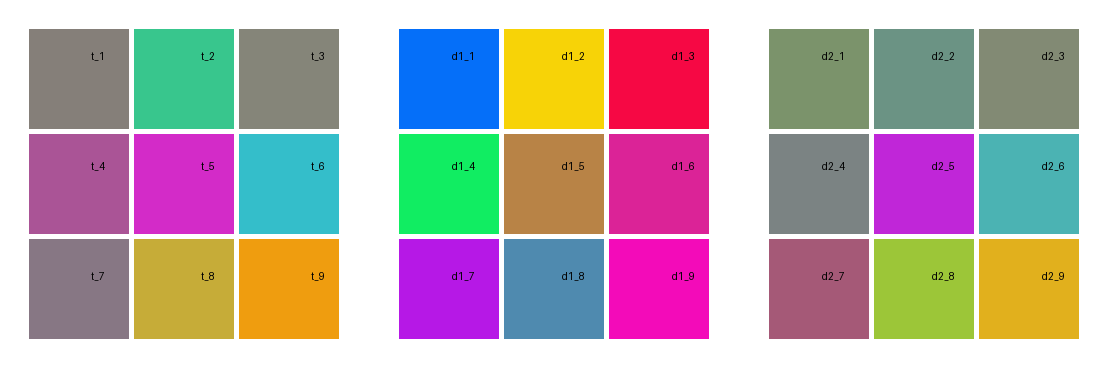 t_1 t_2 t_3 d1_1 d1_2 d1_3 d2_1 d2_2 d2_3
t_4 t_5 t_6 d1_4 d1_5 d1_6 d2_4 d2_5 d2_6
t_7 t_8 t_9 d1_7 d1_8 d1_9 d2_7 d2_8 d2_9